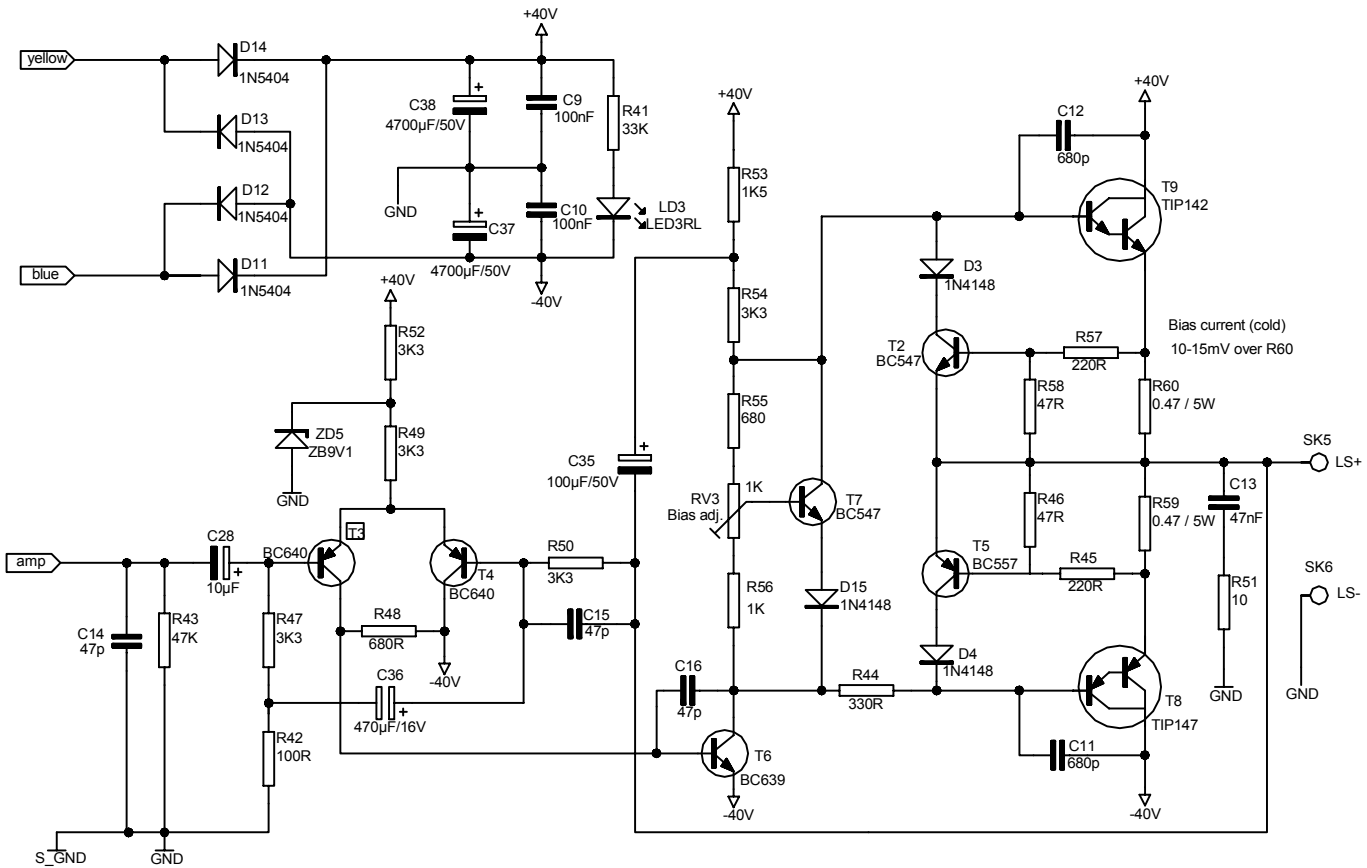 yellow
D14
1N5404
D13
1N5404
D12
1N5404
blue
D11
1N5404
+40V
C38
4700µF/50V
C9
100nF
R41
33K
GND
C37
4700µF/50V
C10
100nF
LD3
LED3RL
-40V
+40V
R52
3K3
ZD5
ZB9V1
GND
R49
3K3
amp
C28
10µF
BC640
T3
T4
BC640
R50
3K3
C14
47p
R43
47K
R47
3K3
R48
680R
-40V
C15
47p
C36
470µF/16V
R42
100R
S_GND
GND
+40V
R53
1K5
R54
3K3
R55
680
C35
100µF/50V
RV3
Bias adj.
1K
T7
BC547
R56
1K
D15
1N4148
C16
47p
R44
330R
T6
BC639
-40V
+40V
C12
680p
T9
TIP142
D3
1N4148
T2
BC547
R57
220R
Bias current (cold)
10-15mV over R60
R58
47R
R60
0.47 / 5W
SK5
LS+
R46
47R
R59
0.47 / 5W
C13
47nF
T5
BC557
R45
220R
R51
10
SK6
LS-
D4
1N4148
GND
GND
T8
TIP147
C11
680p
-40V